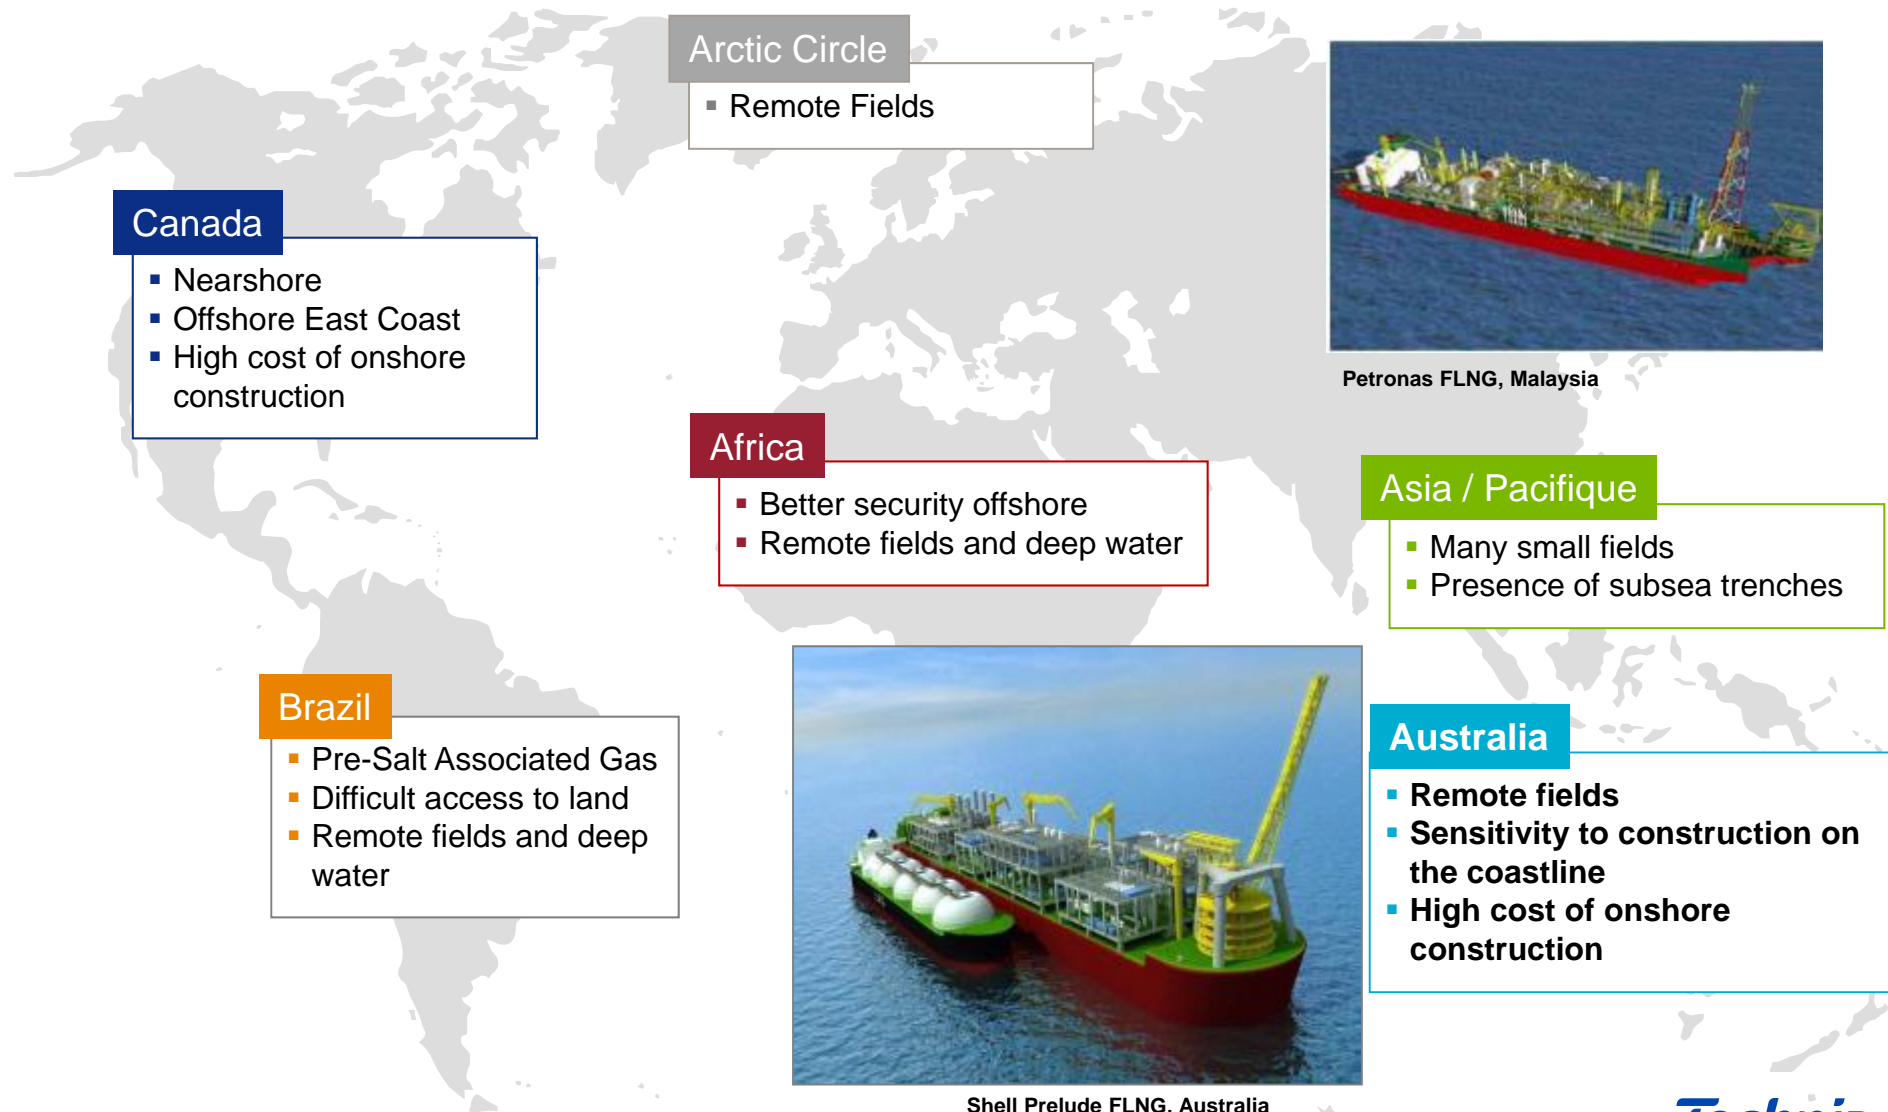 Arctic Circle
Remote Fields
Canada
Nearshore
Offshore East Coast
High cost of onshore
construction
Petronas FLNG, Malaysia
Africa
Better security offshore
Remote fields and deep water
Asia / Pacifique
Many small fields
Presence of subsea trenches
Brazil
Pre-Salt Associated Gas
Difficult access to land
Remote fields and deep
water
Australia
Remote fields
Sensitivity to construction on
the coastline
High cost of onshore
construction
Shell Prelude FLNG, Australia
Technip